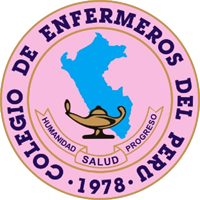 COLEGIO DE ENFERMEROS DEL PERU
HUMANIDAD
SALUD
PROGRESO
· 1978 ·